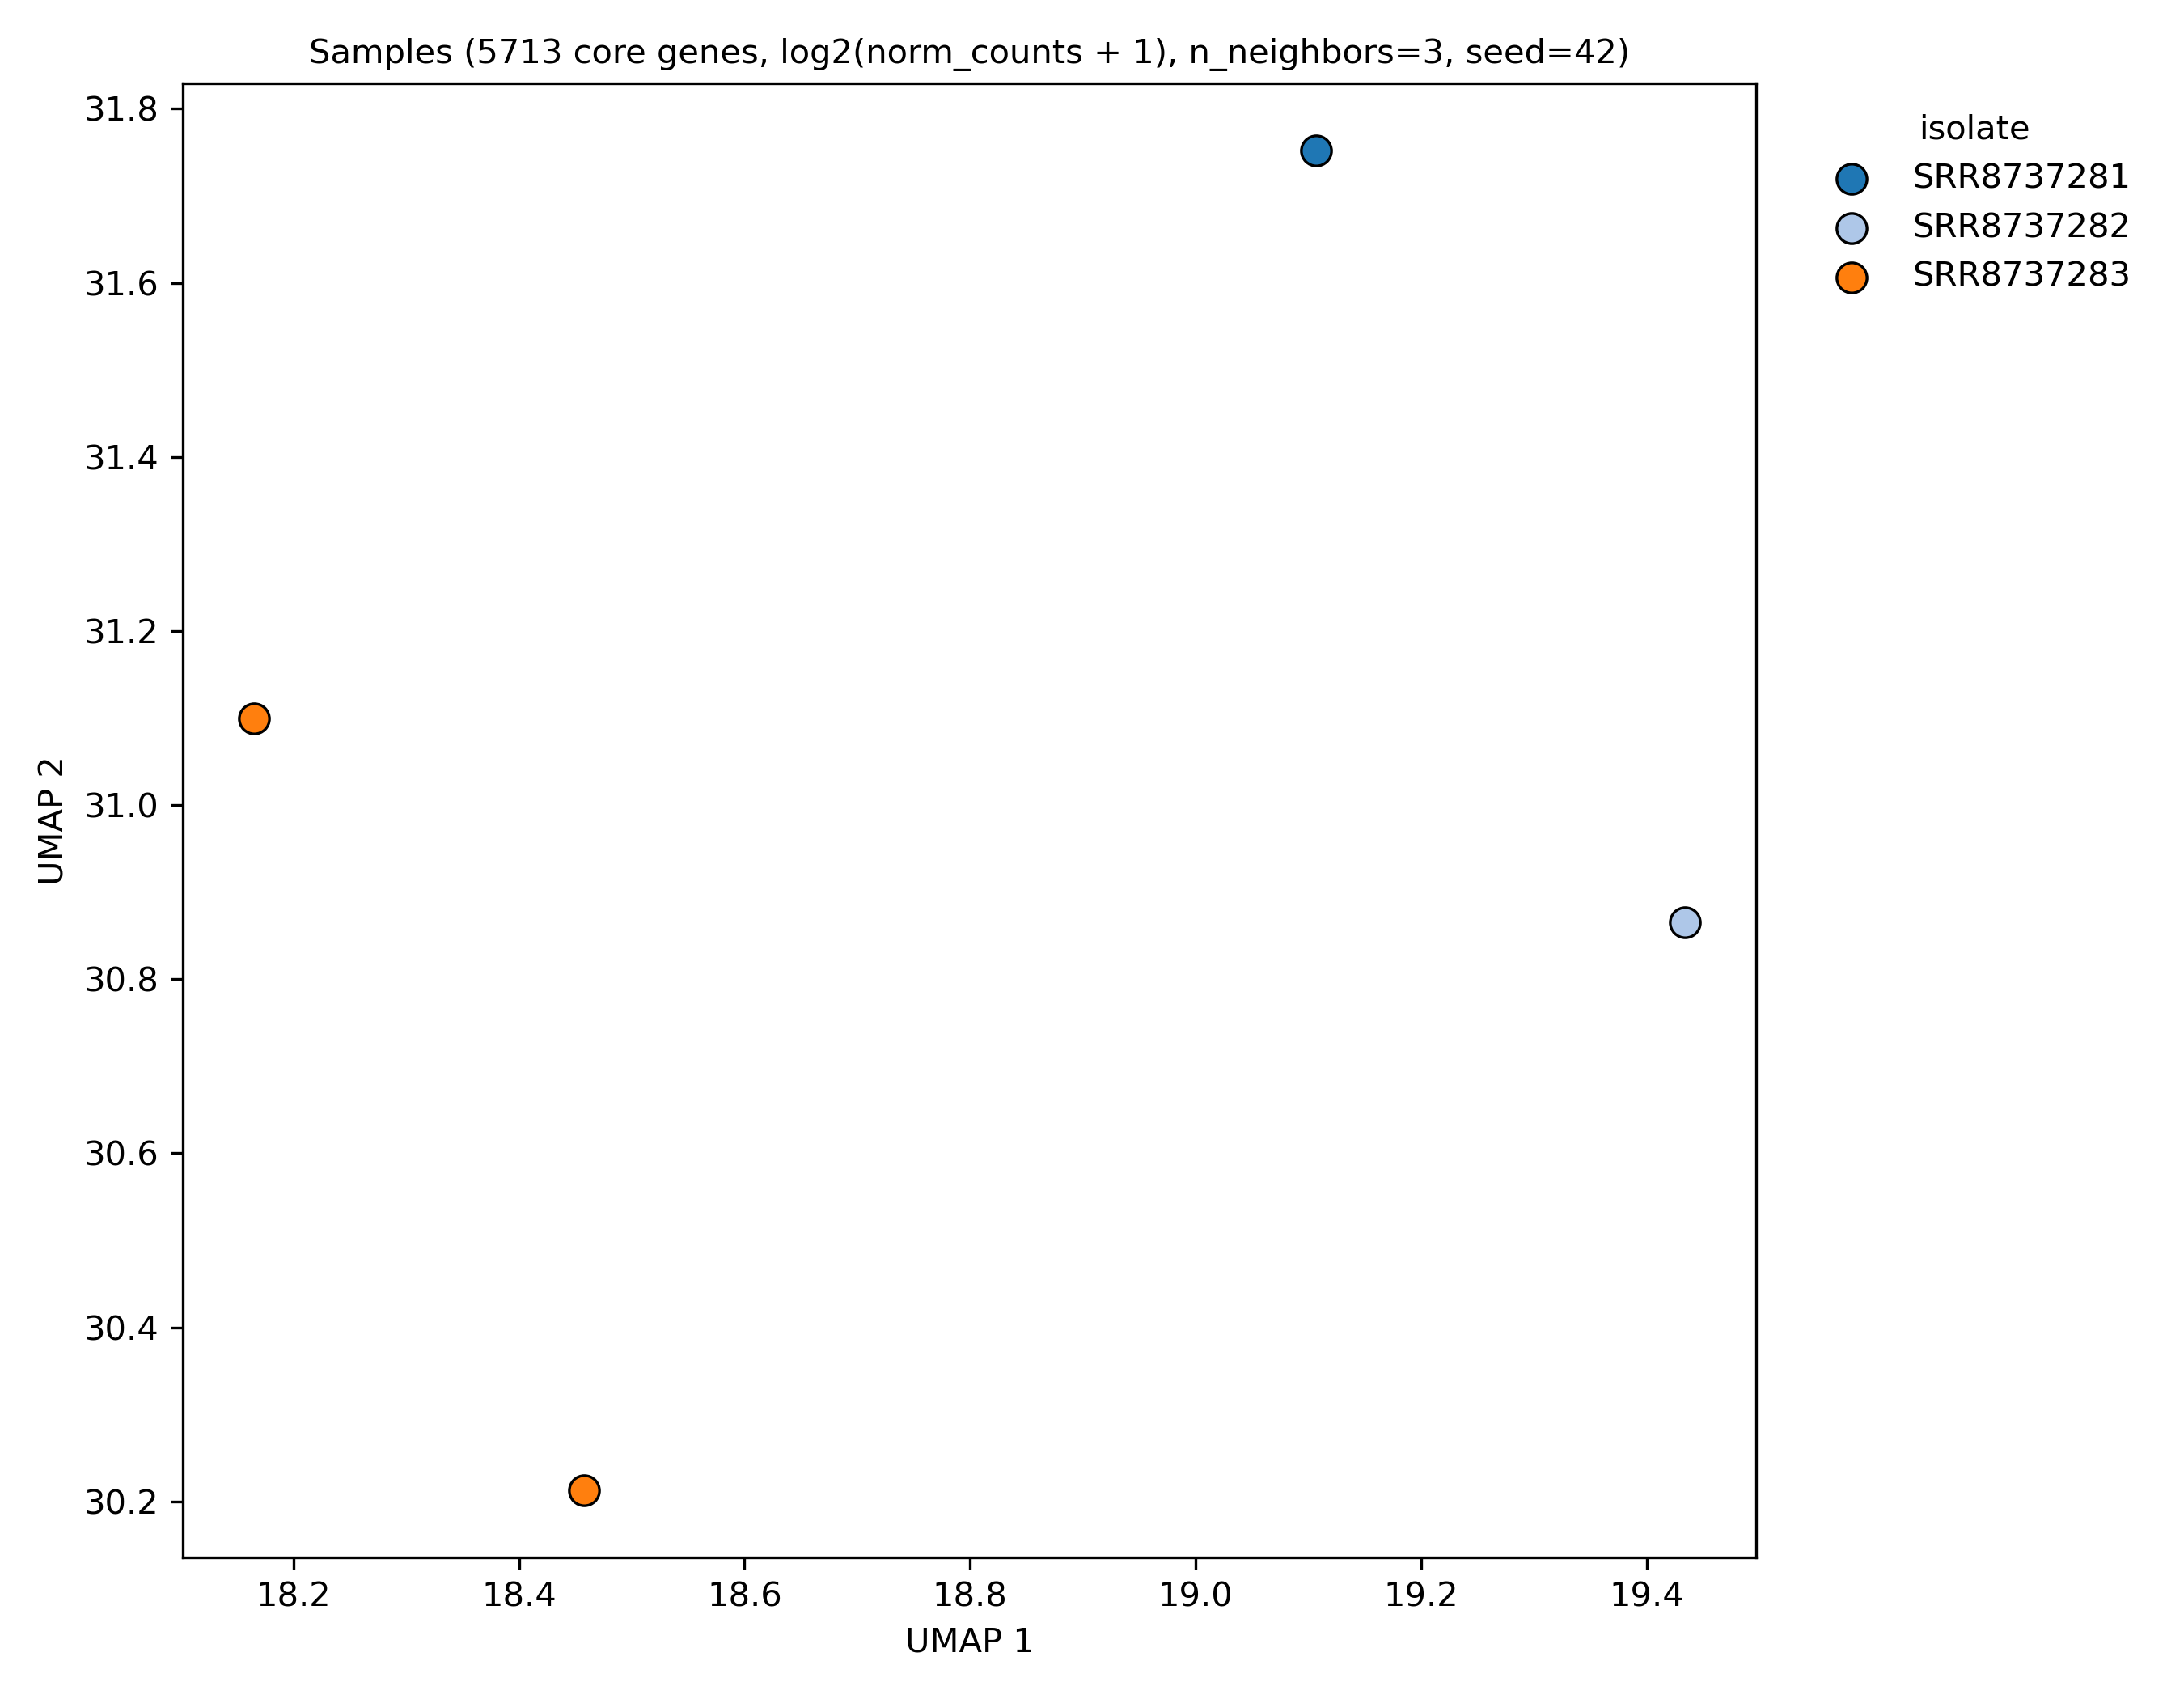 Samples (5713 core genes, log2(norm_counts + 1), n_neighbors=3, seed=42)
isolate
SRR8737281
SRR8737282
SRR8737283
31.8
31.6
31.4
31.2
31.0
30.8
30.6
30.4
30.2
UMAP 2
18.2 18.4 18.6 18.8 19.0 19.2 19.4
UMAP 1